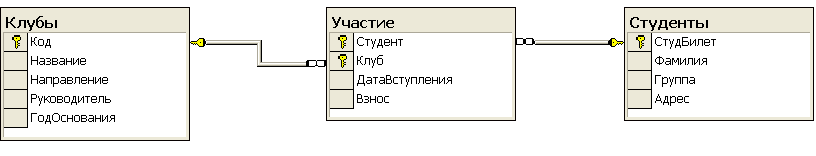 Клубы
Код
Название
Направление
Руководитель
ГодОснования
Участие
Студент
Клуб
ДатаВступления
Взнос
Студенты
СтудБилет
Фамилия
Группа
Адрес